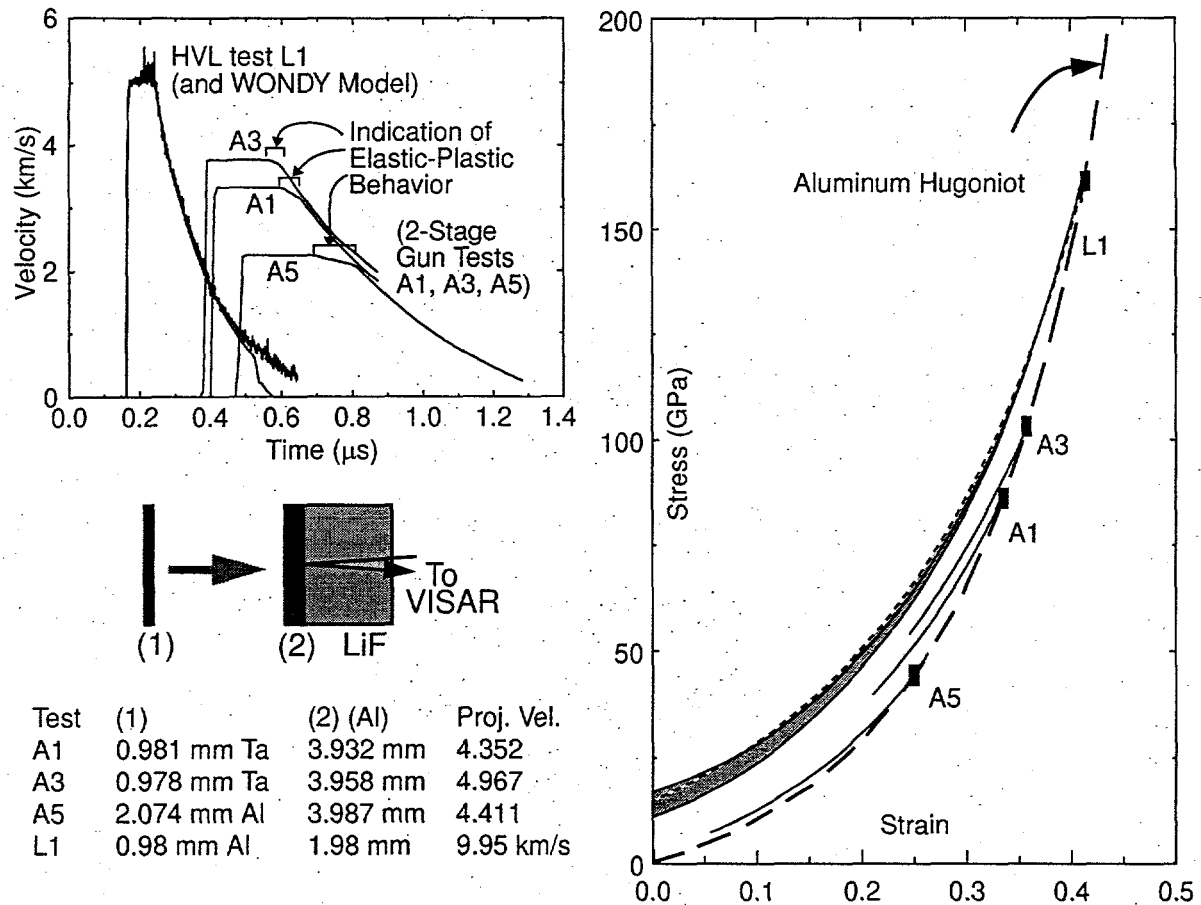 6
4
2
0
Velocity (km/s)
HVL test L1
(and WONDY Model)
A3
Indication of
Elastic-Plastic
Behavior
A1
(2-Stage
Gun Tests
A1, A3, A5)
A5
0.0 0.2 0.4 0.6 0.8 1.0 1.2 1.4
Time (μs)
To
VISAR
(1) (2) LiF
Test (1) (2) (Al) Proj. Vel.
A1 0.981 mm Ta 3.932 mm 4.352
A3 0.978 mm Ta 3.958 mm 4.967
A5 2.074 mm Al 3.987 mm 4.411
L1 0.98 mm Al 1.98 mm 9.95 km/s
200
150
100
50
0
Stress (GPa)
Aluminum Hugoniot
L1
A3
A1
A5
Strain
0.0 0.1 0.2 0.3 0.4 0.5